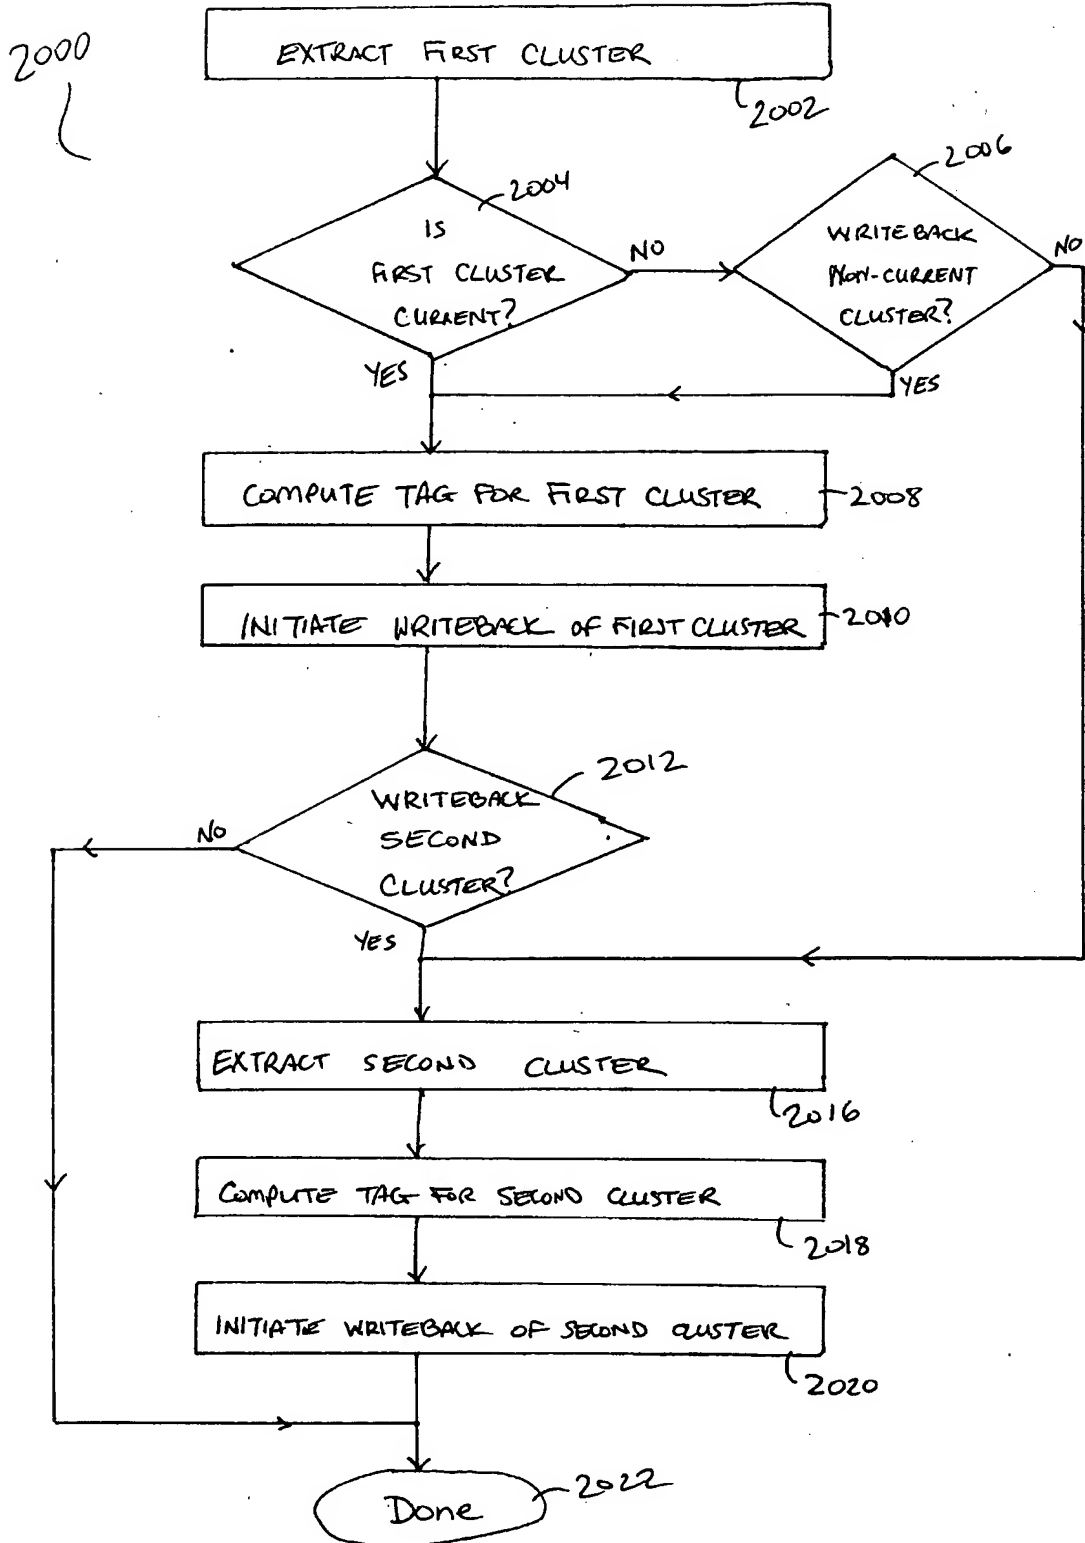 2000
EXTRACT FIRST CLUSTER
2002
2004
IS
FIRST CLUSTER
CURRENT?
NO
YES
2006
WRITEBACK
NON-CURRENT
CLUSTER?
NO
YES
COMPUTE TAG FOR FIRST CLUSTER
2008
INITIATE WRITEBACK OF FIRST CLUSTER
2010
2012
WRITEBACK
SECOND
CLUSTER?
NO
YES
EXTRACT SECOND CLUSTER
2016
COMPUTE TAG FOR SECOND CLUSTER
2018
INITIATE WRITEBACK OF SECOND CLUSTER
2020
Done
2022